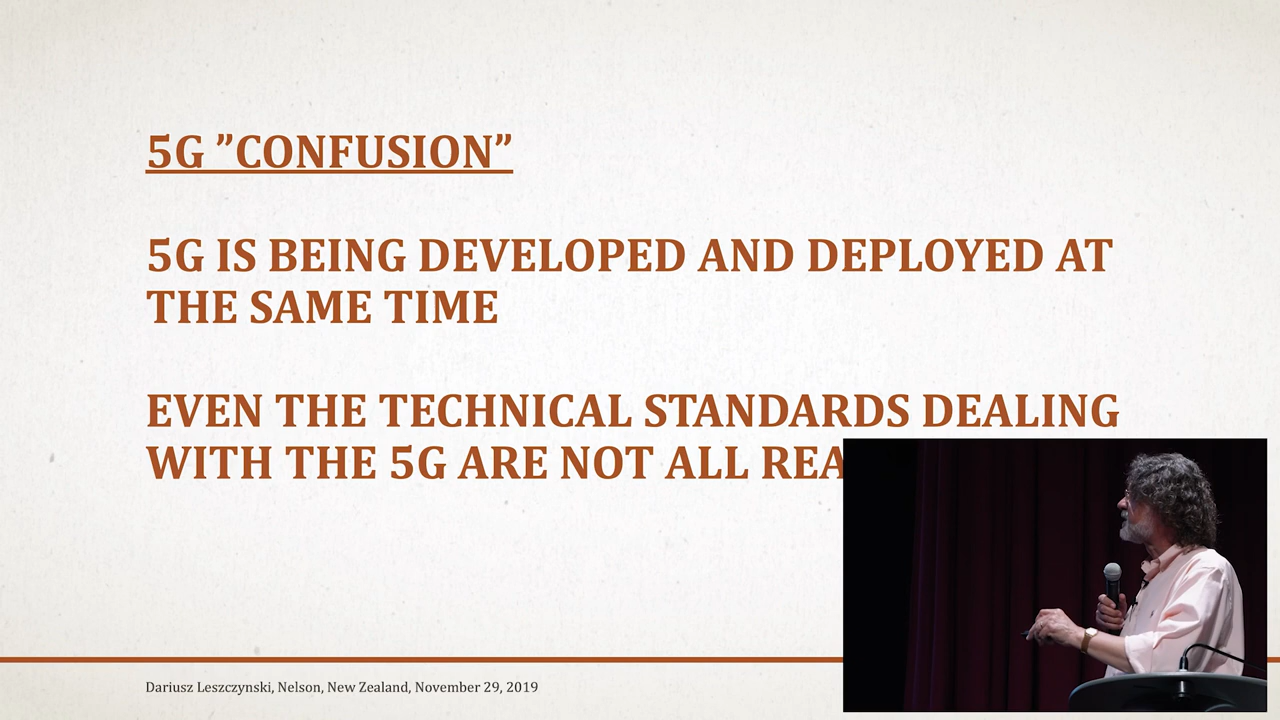 5G ”CONFUSION”
5G IS BEING DEVELOPED AND DEPLOYED AT
THE SAME TIME
EVEN THE TECHNICAL STANDARDS DEALING
WITH THE 5G ARE NOT ALL
Dariusz Leszczynski, Nelson, New Zealand, November 29, 2019